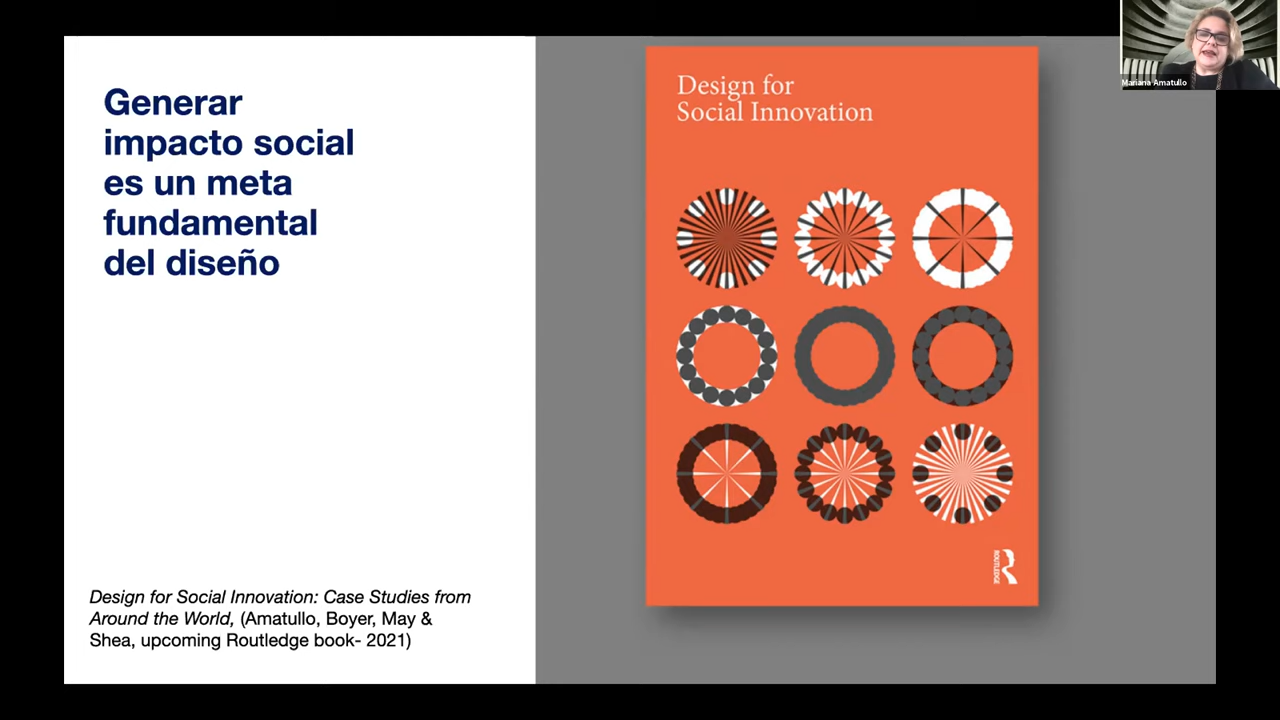 Generar
impacto social
es un meta
fundamental
del diseño
Design for Social Innovation: Case Studies from
Around the World, (Amatullo, Boyer, May &
Shea, upcoming Routledge book- 2021)
Design for
Social Innovation
ROUTLEDGE
Mariana Amatullo